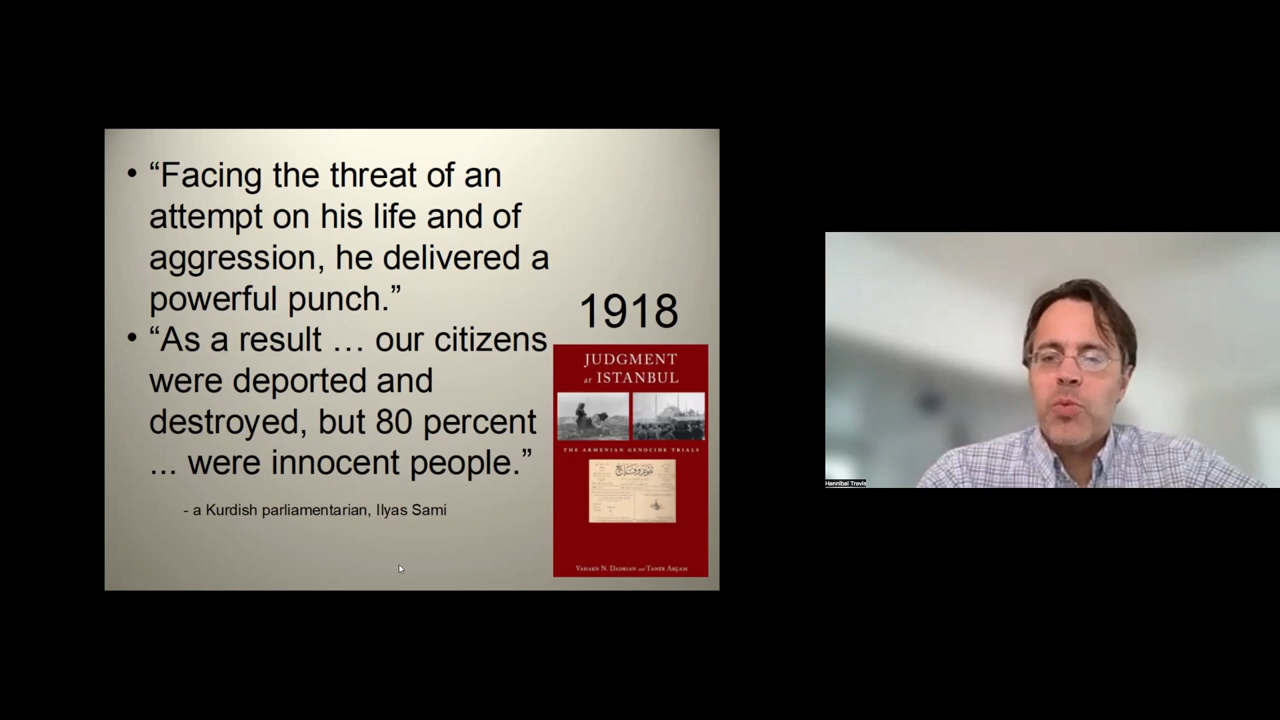 • “Facing the threat of an
attempt on his life and of
aggression, he delivered a
powerful punch.”
• “As a result … our citizens
were deported and
destroyed, but 80 percent
... were innocent people.”
- a Kurdish parliamentarian, Ilyas Sami
1918
JUDGMENT
at ISTANBUL
THE ARMENIAN GENOCIDE TRIALS
VAHAKN N. DADRIAN and TANER AKÇAM
Hannibal Travis